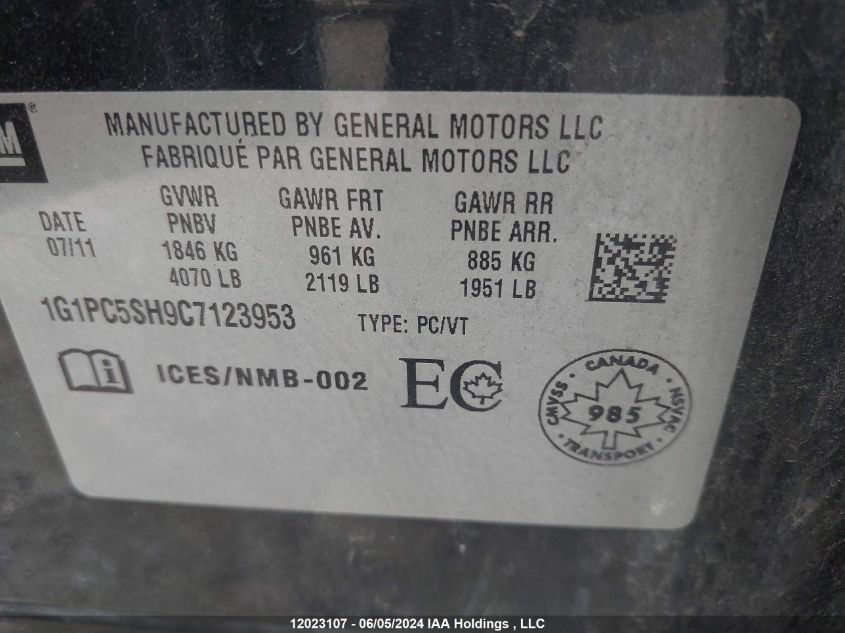 M®
MANUFACTURED BY GENERAL MOTORS LLC
FABRIQUÉ PAR GENERAL MOTORS LLC
DATE
07/11
GVWR
PNBV
1846 KG
4070 LB
GAWR FRT
PNBE AV.
961 KG
2119 LB
GAWR RR
PNBE ARR.
885 KG
1951 LB
1G1PC5SH9C7123953
TYPE: PC/VT
i
ICES/NMB-002
EC
CANADA
CMVSS • NSVAC
985
TRANSPORT
12023107 - 06/05/2024 IAA Holdings , LLC